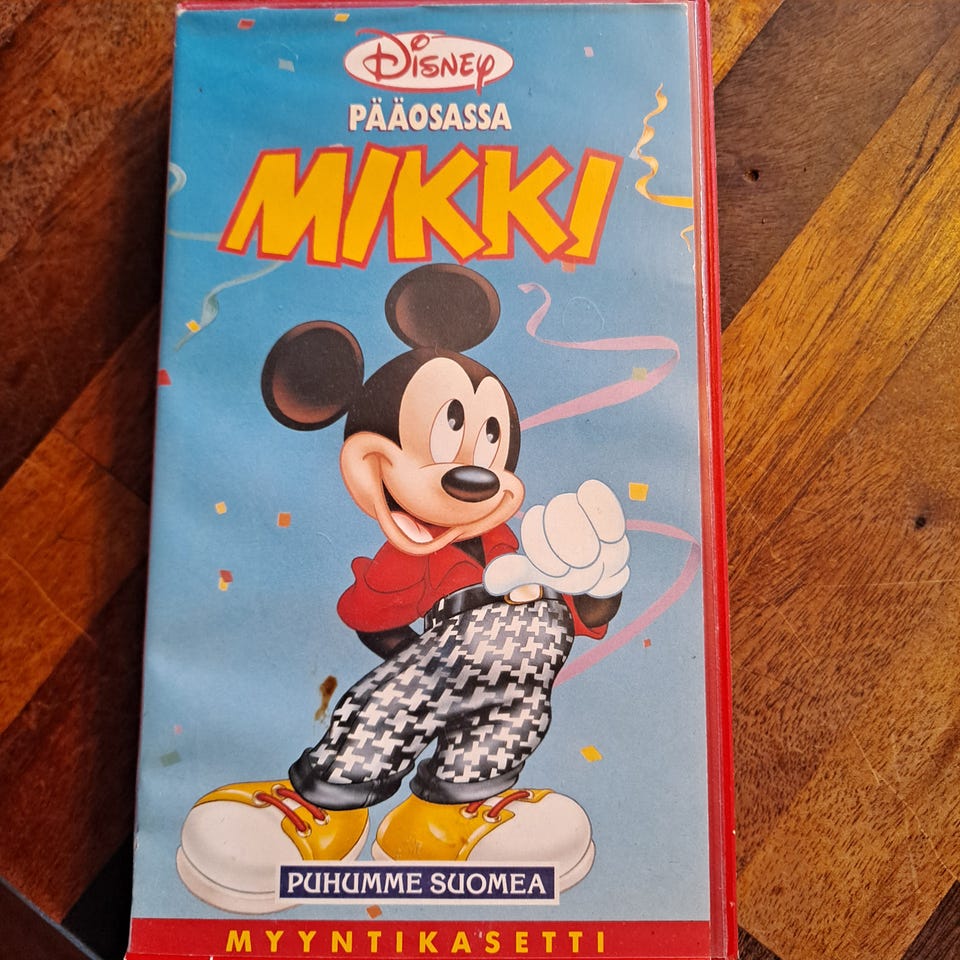 Disney
PÄÄOSASSA
MIKKI
PUHUMME SUOMEA
MYYNTIKASETTI